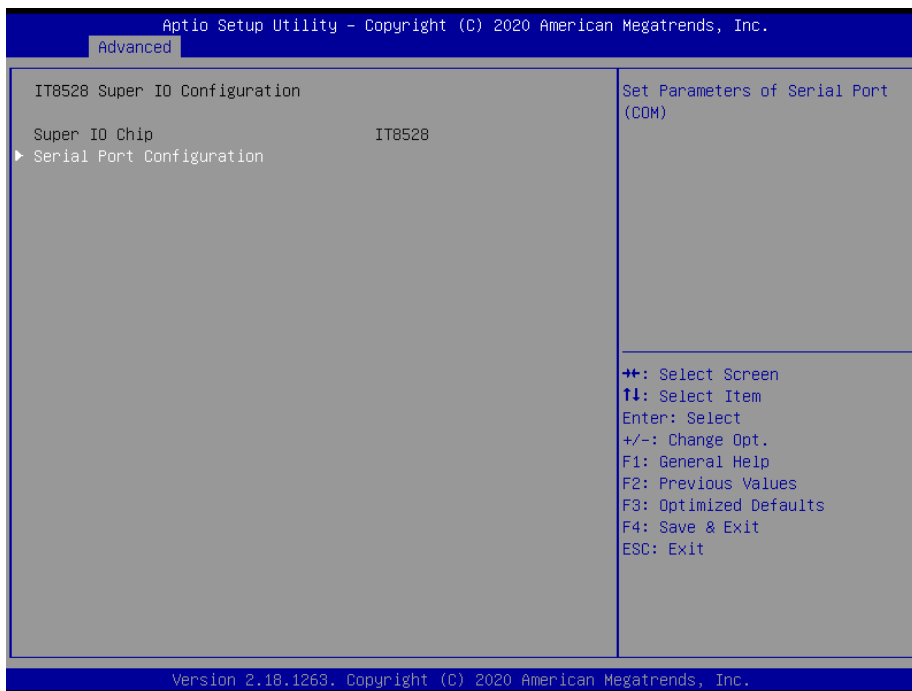 Aptio Setup Utility – Copyright (C) 2020 American Megatrends, Inc.
Advanced
IT8528 Super IO Configuration
Super IO Chip IT8528
Serial Port Configuration
Set Parameters of Serial Port
(COM)
→←: Select Screen
↑↓: Select Item
Enter: Select
+/-: Change Opt.
F1: General Help
F2: Previous Values
F3: Optimized Defaults
F4: Save & Exit
ESC: Exit
Version 2.18.1263. Copyright (C) 2020 American Megatrends, Inc.